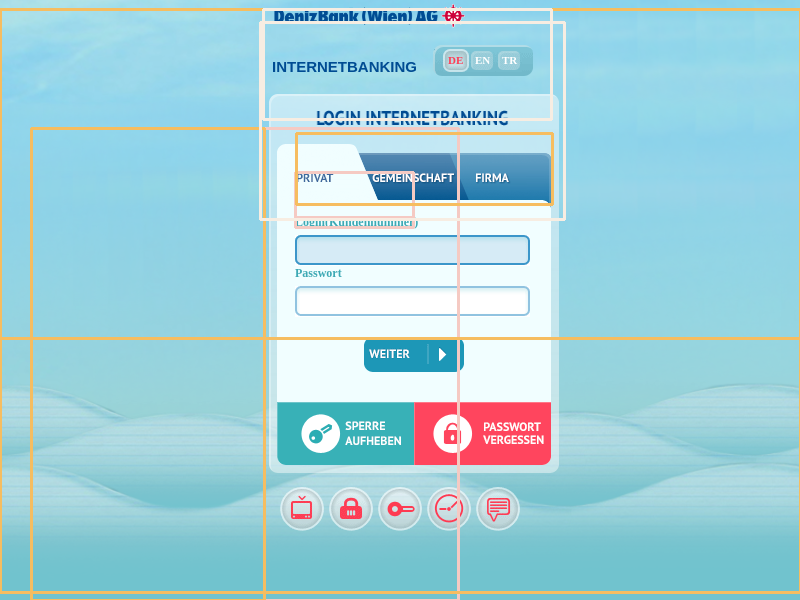 DenizBank (Wien) AG
INTERNETBANKING
DE EN TR
LOGIN INTERNETBANKING
PRIVAT GEMEINSCHAFT FIRMA
Login(Kundennummer)
Passwort
WEITER
SPERRE AUFHEBEN
PASSWORT VERGESSEN